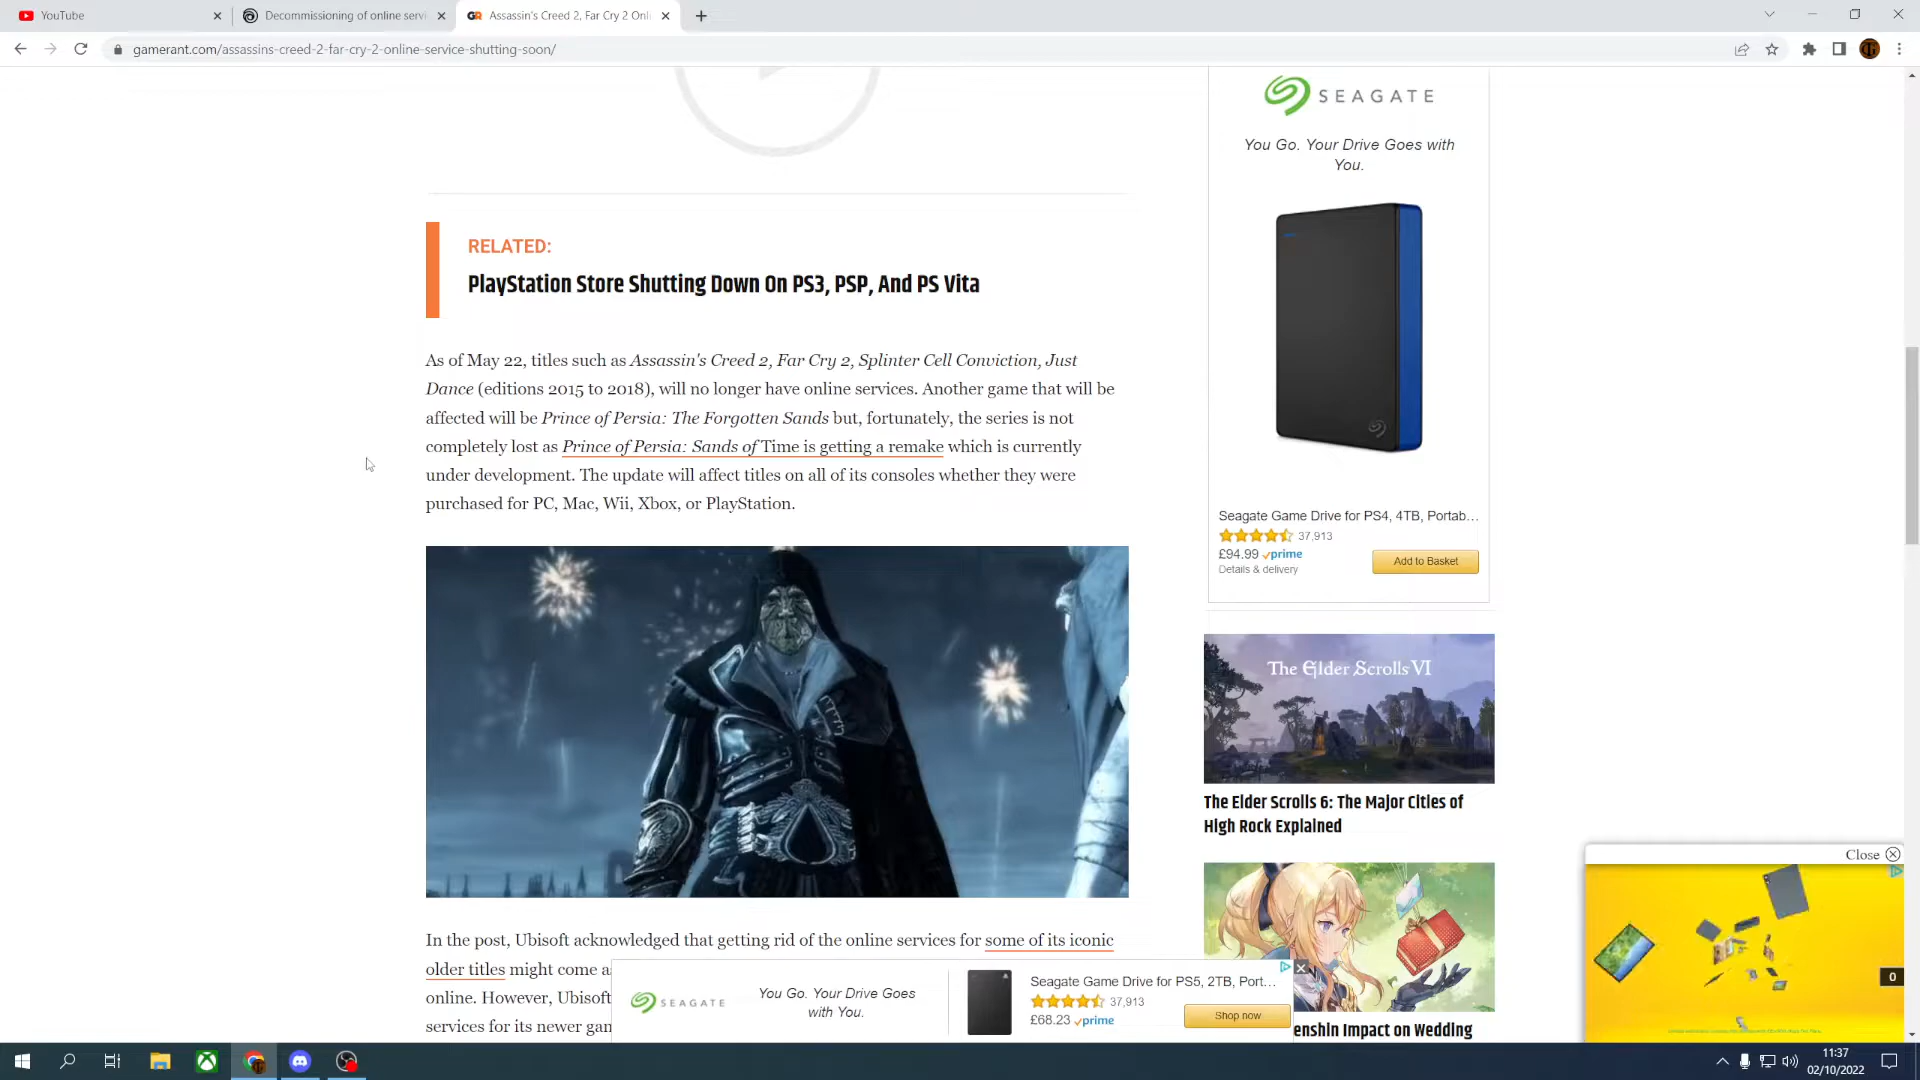 YouTube
Decommissioning of online servi
Assassin's Creed 2, Far Cry 2 Onl
gamerant.com/assassins-creed-2-far-cry-2-online-service-shutting-soon/
RELATED:
PlayStation Store Shutting Down On PS3, PSP, And PS Vita
As of May 22, titles such as Assassin's Creed 2, Far Cry 2, Splinter Cell Conviction, Just
Dance (editions 2015 to 2018), will no longer have online services. Another game that will be
affected will be Prince of Persia: The Forgotten Sands but, fortunately, the series is not
completely lost as Prince of Persia: Sands of Time is getting a remake which is currently
under development. The update will affect titles on all of its consoles whether they were
purchased for PC, Mac, Wii, Xbox, or PlayStation.
In the post, Ubisoft acknowledged that getting rid of the online services for some of its iconic
older titles might come a
online. However, Ubisoft
services for its newer gan
SEAGATE
You Go. Your Drive Goes with
You.
Seagate Game Drive for PS4, 4TB, Portab...
37,913
£94.99 prime
Details & delivery
Add to Basket
The Elder Scrolls VI
The Elder Scrolls 6: The Major Cities of
High Rock Explained
enshin Impact on Wedding
SEAGATE
You Go. Your Drive Goes
with You.
Seagate Game Drive for PS5, 2TB, Port...
37,913
£68.23 prime
Shop now
Close
0
11:37
02/10/2022